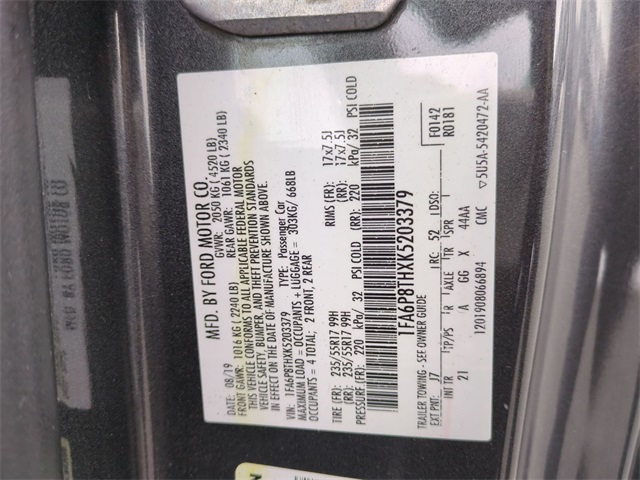 MFD. BY FORD MOTOR CO.
DATE: 08/19 GVWR: 2050 KG ( 4520 LB)
FRONT GAWR: 1016 KG ( 2240 LB) REAR GAWR: 1061 KG ( 2340 LB)
THIS VEHICLE CONFORMS TO ALL APPLICABLE FEDERAL MOTOR
VEHICLE SAFETY, BUMPER, AND THEFT PREVENTION STANDARDS
IN EFFECT ON THE DATE OF MANUFACTURE SHOWN ABOVE.
VIN: 1FA6P8THXK5203379 TYPE: Passenger Car
MAXIMUM LOAD = OCCUPANTS + LUGGAGE = 303KG/ 668LB
OCCUPANTS = 4 TOTAL; 2 FRONT, 2 REAR
TIRE (FR): 235/55R17 99H RIMS (FR): 17x7.5J
(RR): 235/55R17 99H (RR): 17x7.5J
PRESSURE (FR): 220 kPa/ 32 PSI COLD (RR): 220 kPa/ 32 PSI COLD
1FA6P8THXK5203379
TRAILER TOWING - SEE OWNER GUIDE F0142
EXT PNT: J7 RC: 52 DSO: R0181
INT TR TP/PS R AXLE TR SPR
21 A GG X 44AA
1201908066894 CMC ▽5U5A-5420472-AA